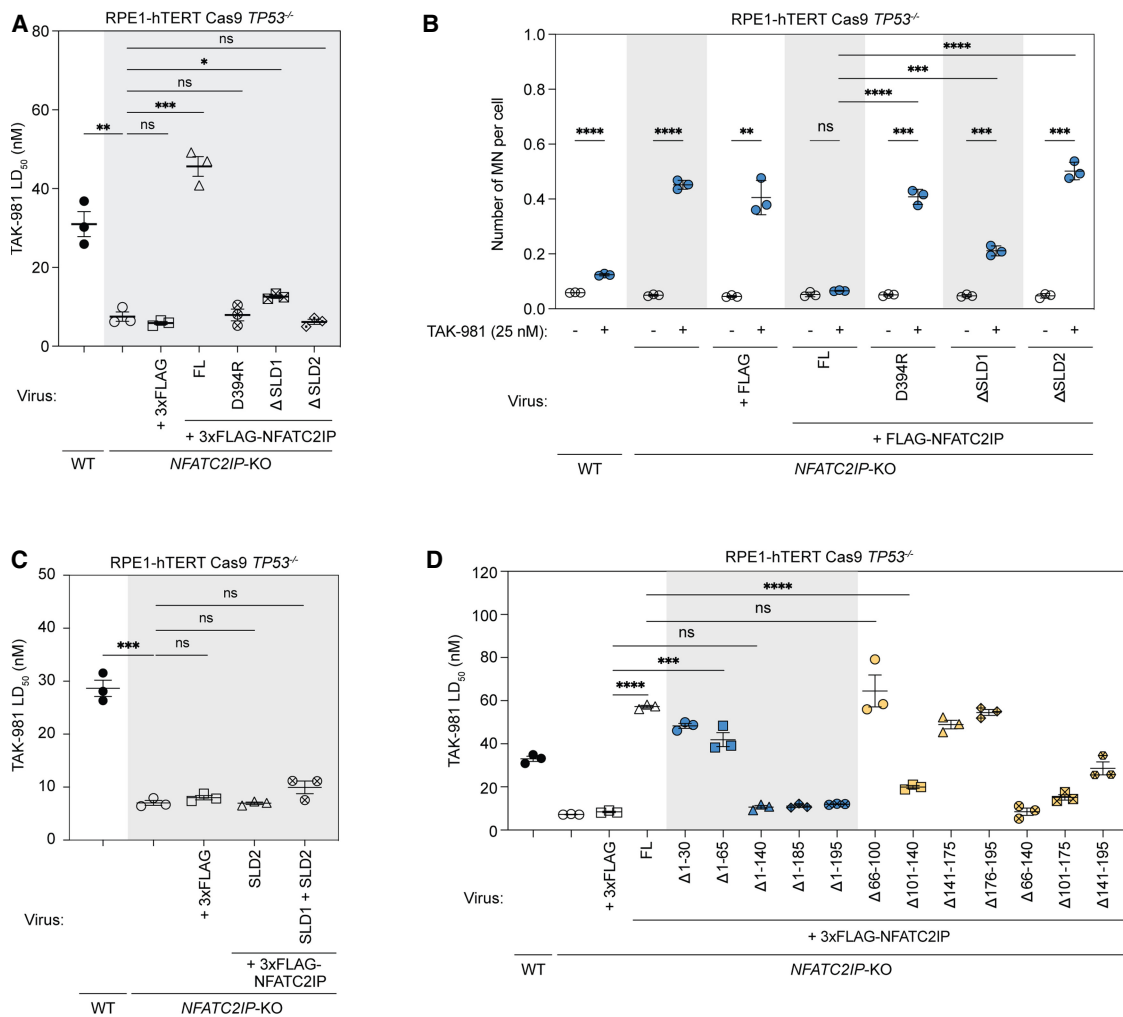 A
RPE1-hTERT Cas9 TP53-/-
80
60
40
20
0
TAK-981 LD50 (nM)
ns
*
ns
***
** ns
Virus:
+ 3xFLAG
FL
D394R
Δ SLD1
Δ SLD2
+ 3xFLAG-NFATC2IP
WT NFATC2IP-KO
B
RPE1-hTERT Cas9 TP53-/-
1.0
0.8
0.6
0.4
0.2
0.0
Number of MN per cell
****
***
****
**** **** ** ns *** *** ***
TAK-981 (25 nM): - + - + - + - + - + - + - +
Virus:
+ FLAG
FL
D394R
ΔSLD1
ΔSLD2
+ FLAG-NFATC2IP
WT NFATC2IP-KO
C
RPE1-hTERT Cas9 TP53-/-
50
40
30
20
10
0
TAK-981 LD50 (nM)
ns
ns
*** ns
Virus:
+ 3xFLAG
SLD2
SLD1 + SLD2
+ 3xFLAG-
NFATC2IP
WT NFATC2IP-KO
D
RPE1-hTERT Cas9 TP53-/-
120
100
80
60
40
20
0
TAK-981 LD50 (nM)
****
ns
ns
***
****
Virus:
+ 3xFLAG
FL
Δ1-30
Δ1-65
Δ1-140
Δ1-185
Δ1-195
Δ66-100
Δ101-140
Δ141-175
Δ176-195
Δ66-140
Δ101-175
Δ141-195
+ 3xFLAG-NFATC2IP
WT NFATC2IP-KO